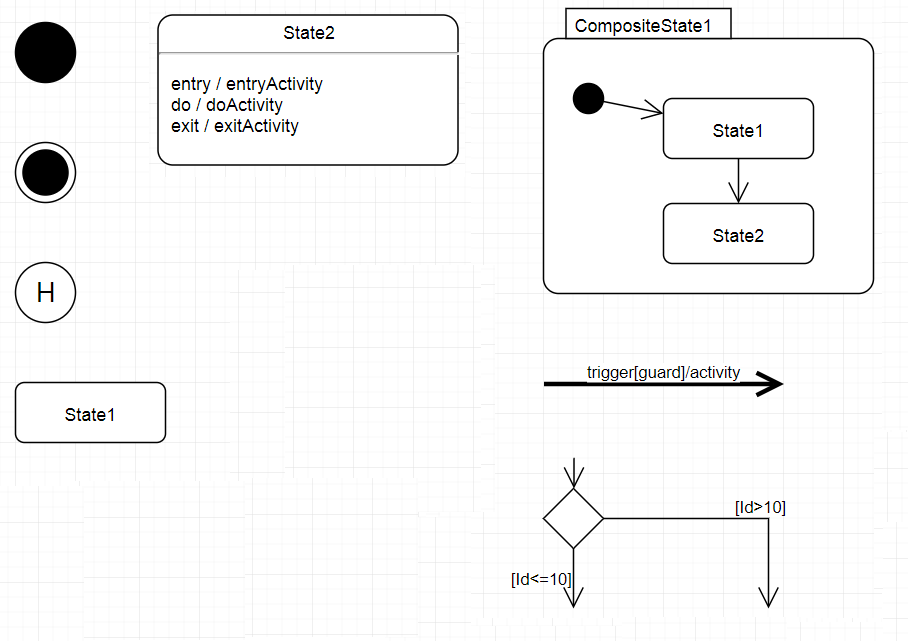 State2
entry / entryActivity
do / doActivity
exit / exitActivity
H
State1
CompositeState1
State1
State2
trigger[guard]/activity
[Id>10]
[Id<=10]